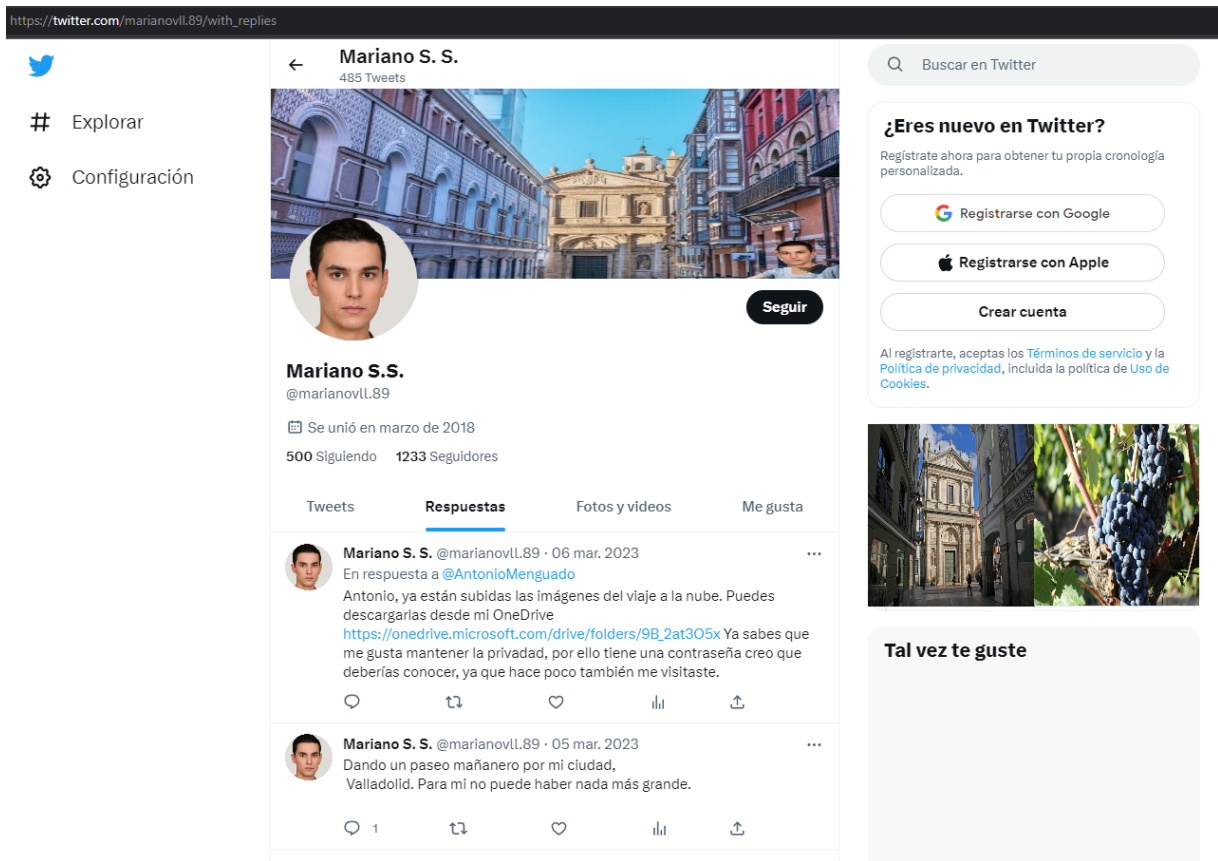 https://twitter.com/marianovll.89/with_replies
Explorar
Configuración
Mariano S. S.
485 Tweets
Seguir
Mariano S.S.
@marianovll.89
Se unió en marzo de 2018
500 Siguiendo 1233 Seguidores
Tweets Respuestas Fotos y videos Me gusta
Mariano S. S. @marianovll.89 · 06 mar. 2023
En respuesta a @AntonioMenguado
Antonio, ya están subidas las imágenes del viaje a la nube. Puedes
descargarlas desde mi OneDrive
https://onedrive.microsoft.com/drive/folders/9B_2at3O5x Ya sabes que
me gusta mantener la privadad, por ello tiene una contraseña creo que
deberías conocer, ya que hace poco también me visitaste.
Mariano S. S. @marianovll.89 · 05 mar. 2023
Dando un paseo mañanero por mi ciudad,
Valladolid. Para mi no puede haber nada más grande.
1
Buscar en Twitter
¿Eres nuevo en Twitter?
Regístrate ahora para obtener tu propia cronología
personalizada.
Registrarse con Google
Registrarse con Apple
Crear cuenta
Al registrarte, aceptas los Términos de servicio y la
Política de privacidad, incluida la política de Uso de
Cookies.
Tal vez te guste